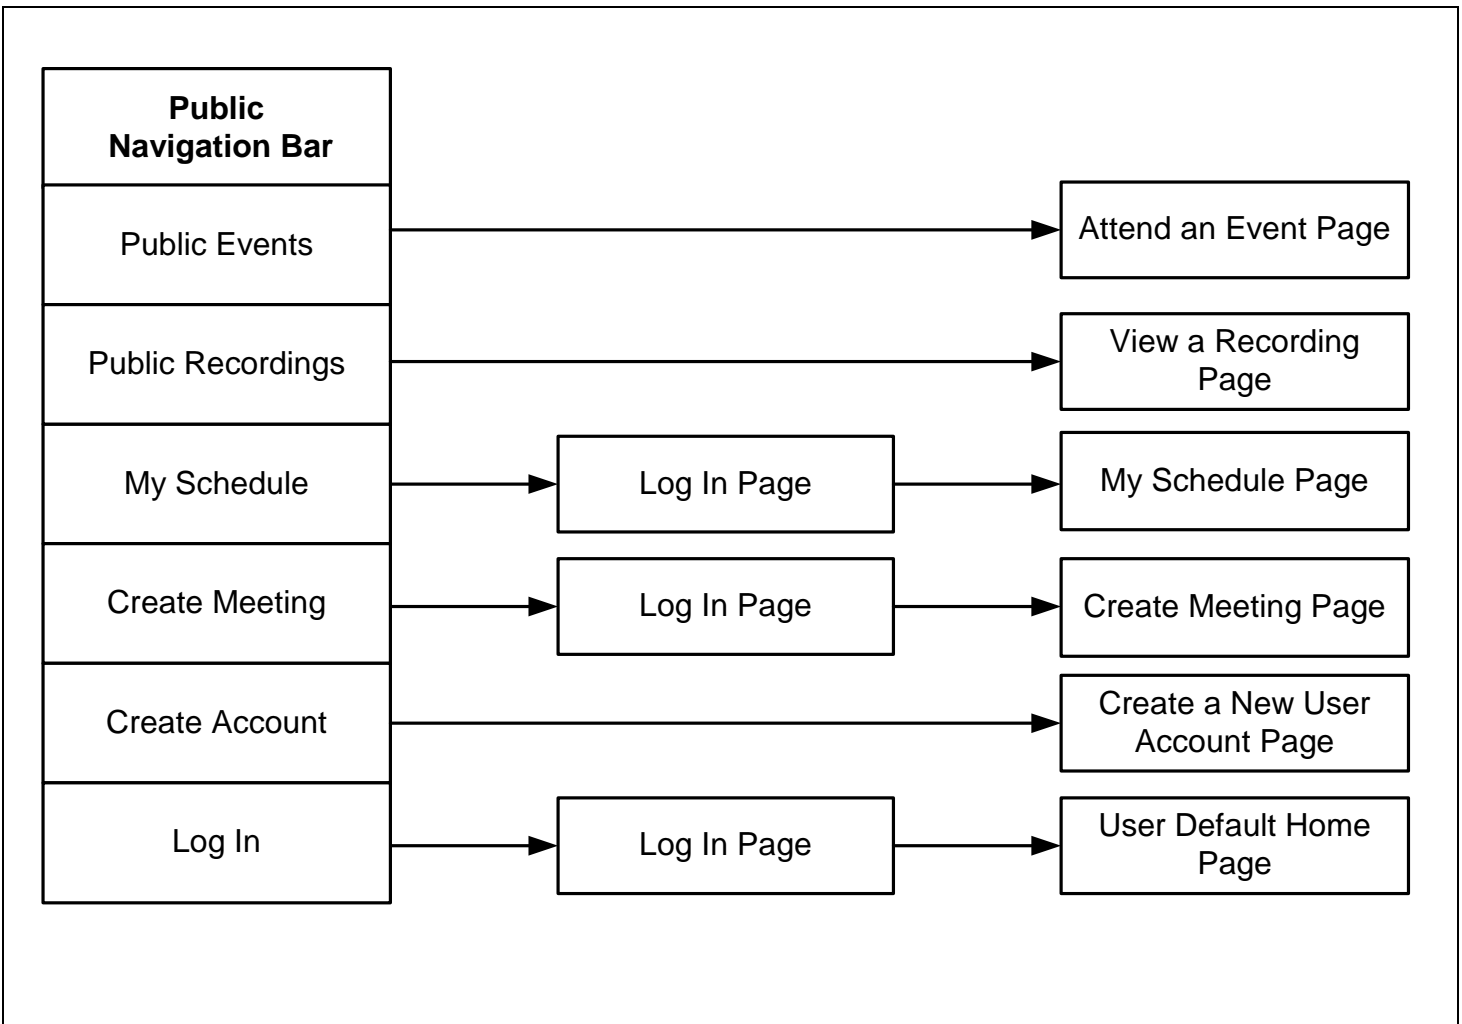 Public
Navigation Bar
Public Events
Attend an Event Page
Public Recordings
View a Recording
Page
My Schedule
Log In Page
My Schedule Page
Create Meeting
Log In Page
Create Meeting Page
Create Account
Create a New User
Account Page
Log In
Log In Page
User Default Home
Page